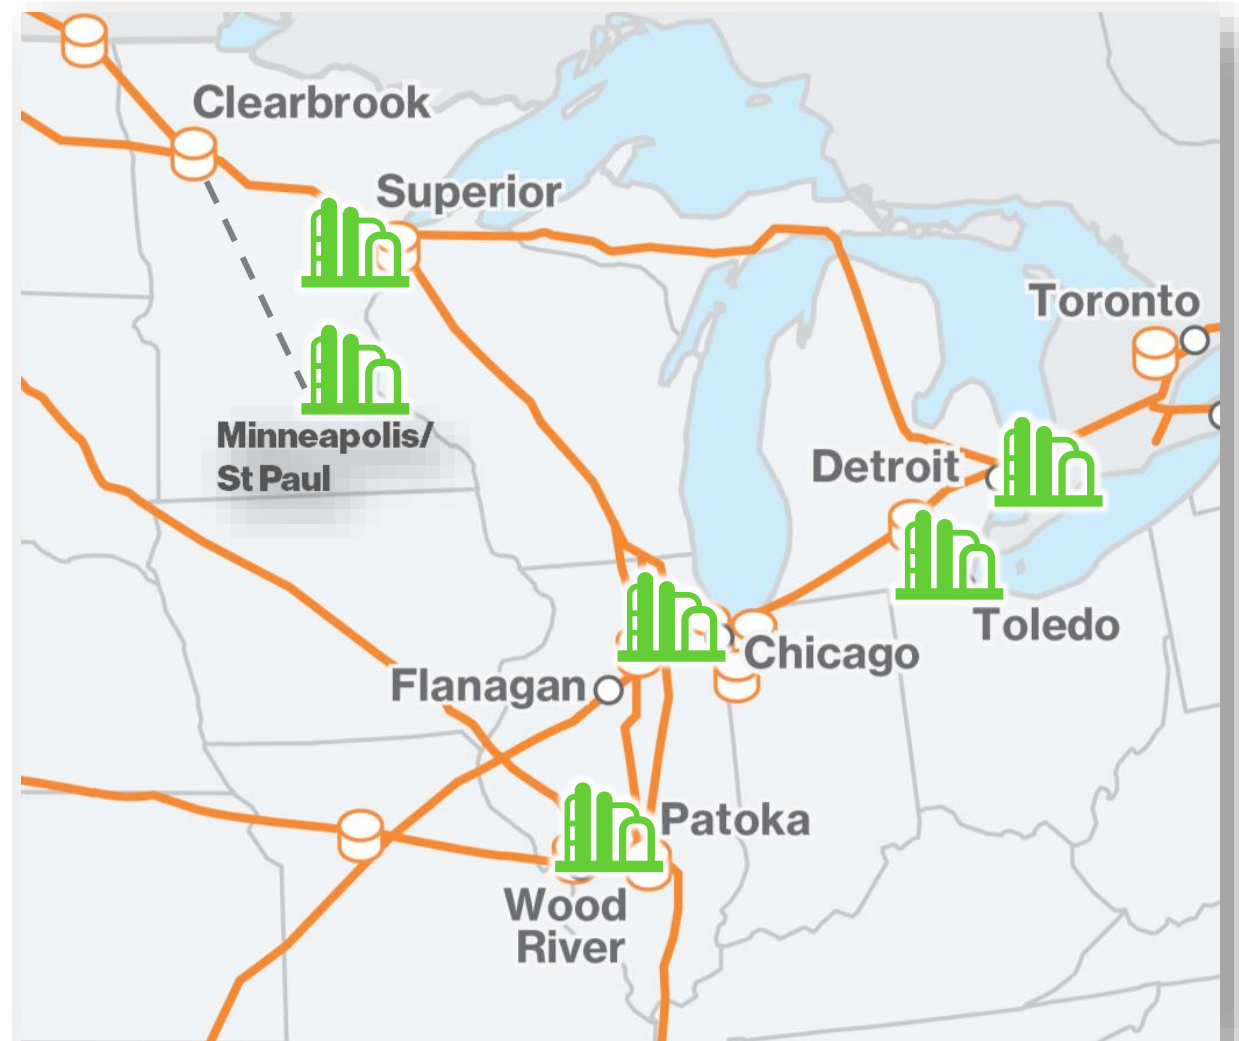 Clearbrook
Superior
Toronto
Minneapolis/
St Paul
Detroit
Toledo
Chicago
Flanagan
Patoka
Wood
River